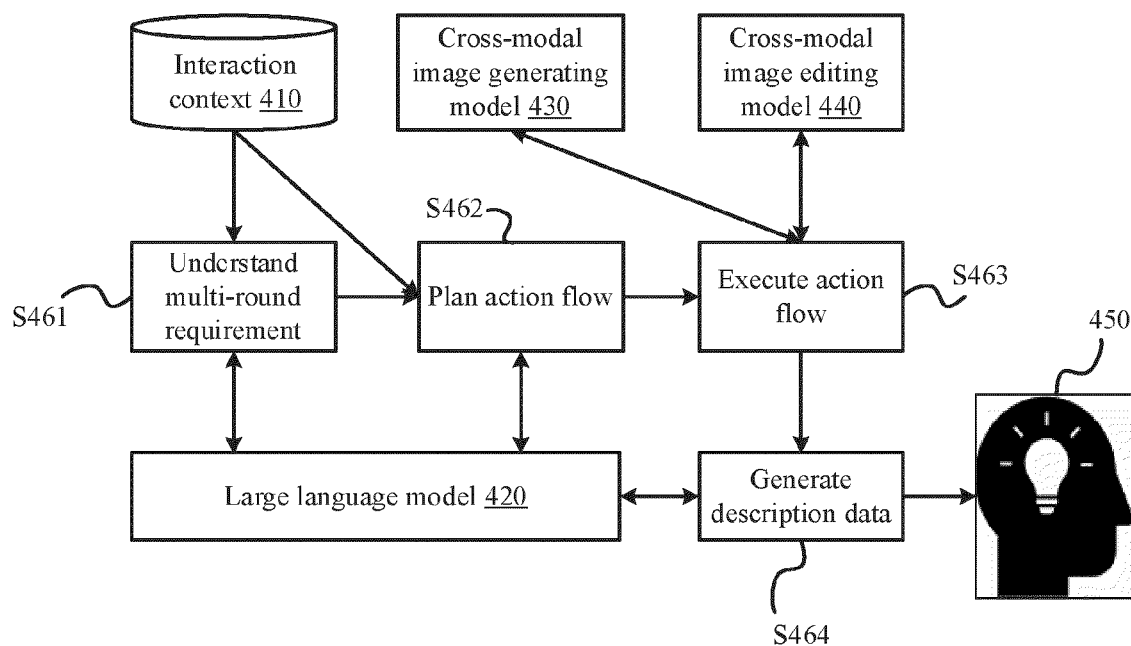 Interaction
context 410
Cross-modal
image generating
model 430
Cross-modal
image editing
model 440
S462
Understand
multi-round
requirement
Plan action flow
Execute action
flow
S463
S461
450
Large language model 420
Generate
description data
S464